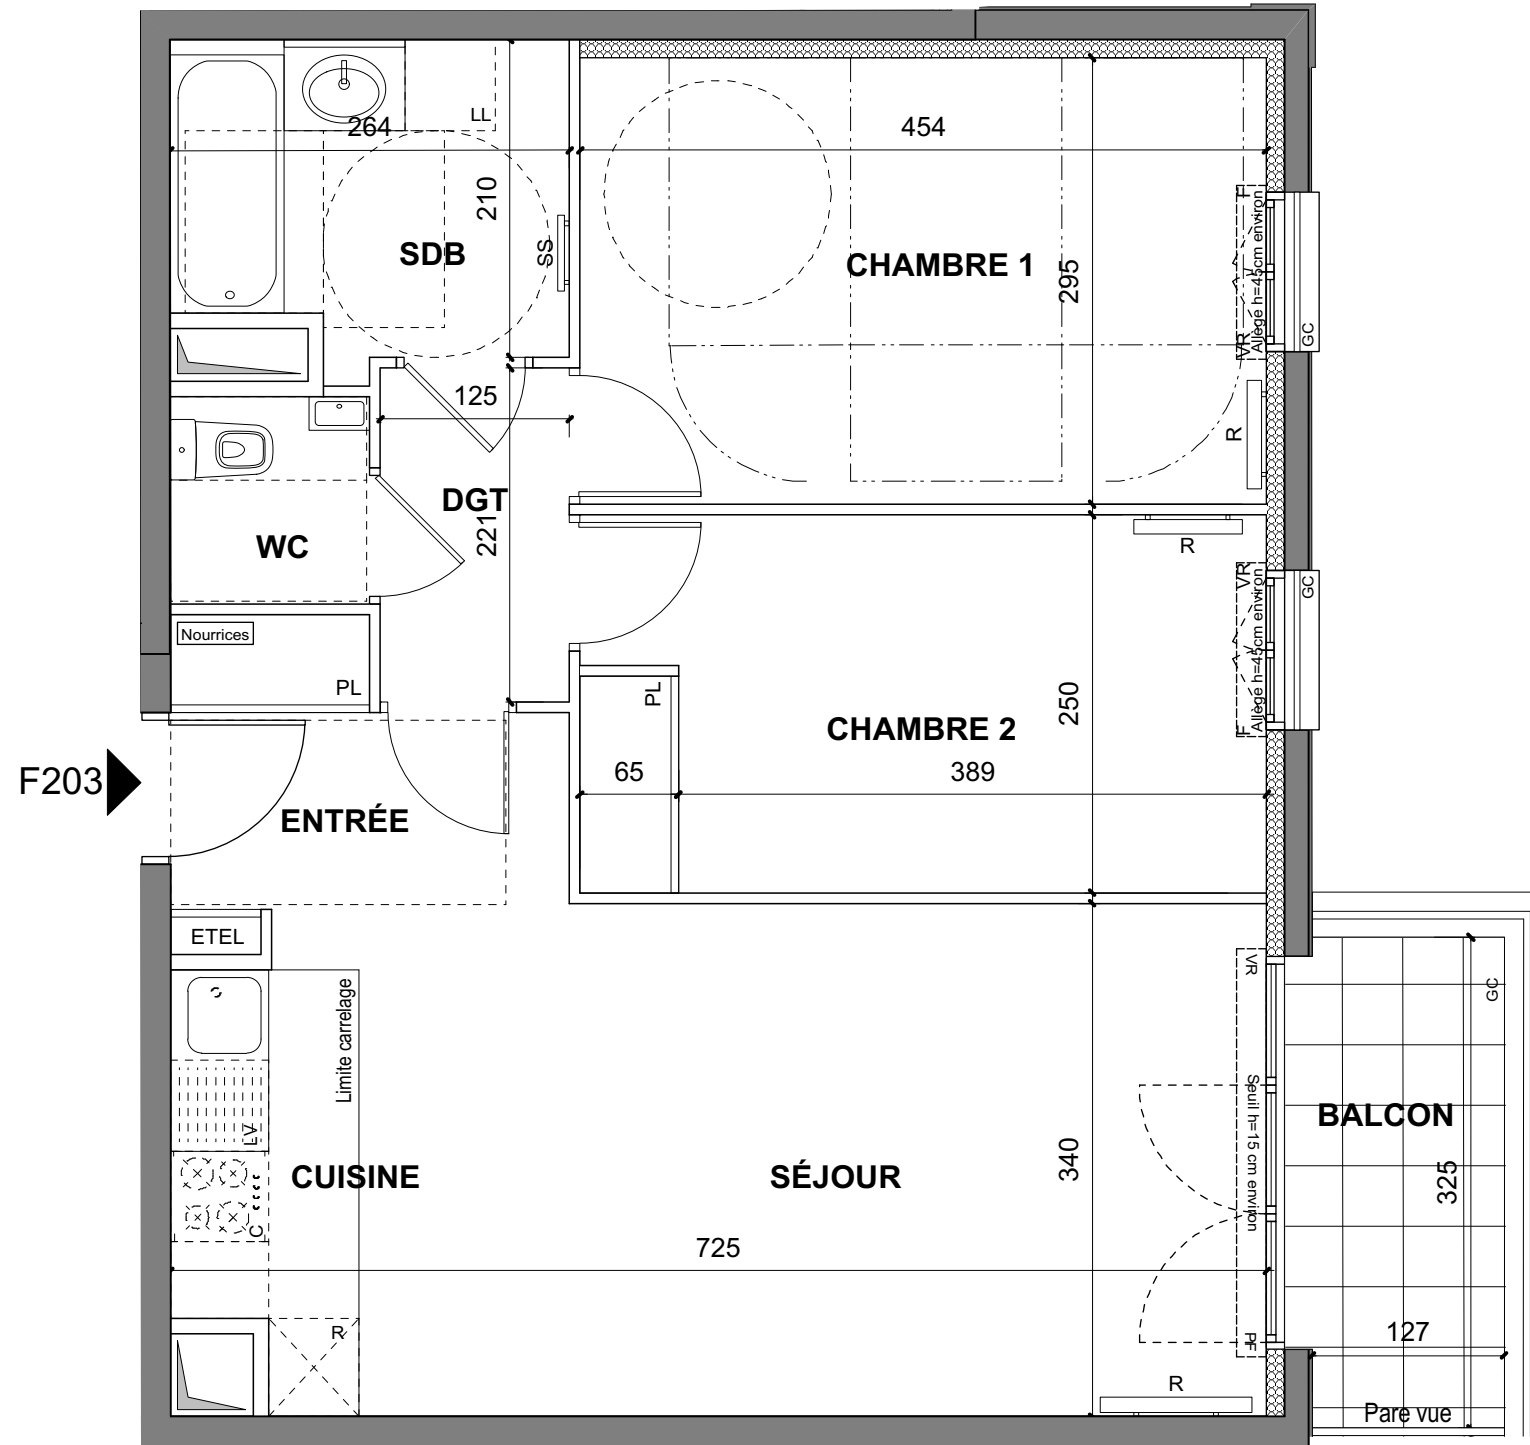 LL
264
454
210
SDB
SS
CHAMBRE 1
295
F
Allège h=45cm environ
VR
GC
125
R
DGT
221
WC
R
VR
Allège h=45cm environ
F
GC
Nourrices
PL
PL
250
CHAMBRE 2
65
389
F203
ENTRÉE
ETEL
Limite carrelage
VR
GC
LV
Seuil h=15 cm environ
BALCON
CUISINE
SÉJOUR
340
325
C
725
R
PF
127
R
Pare vue